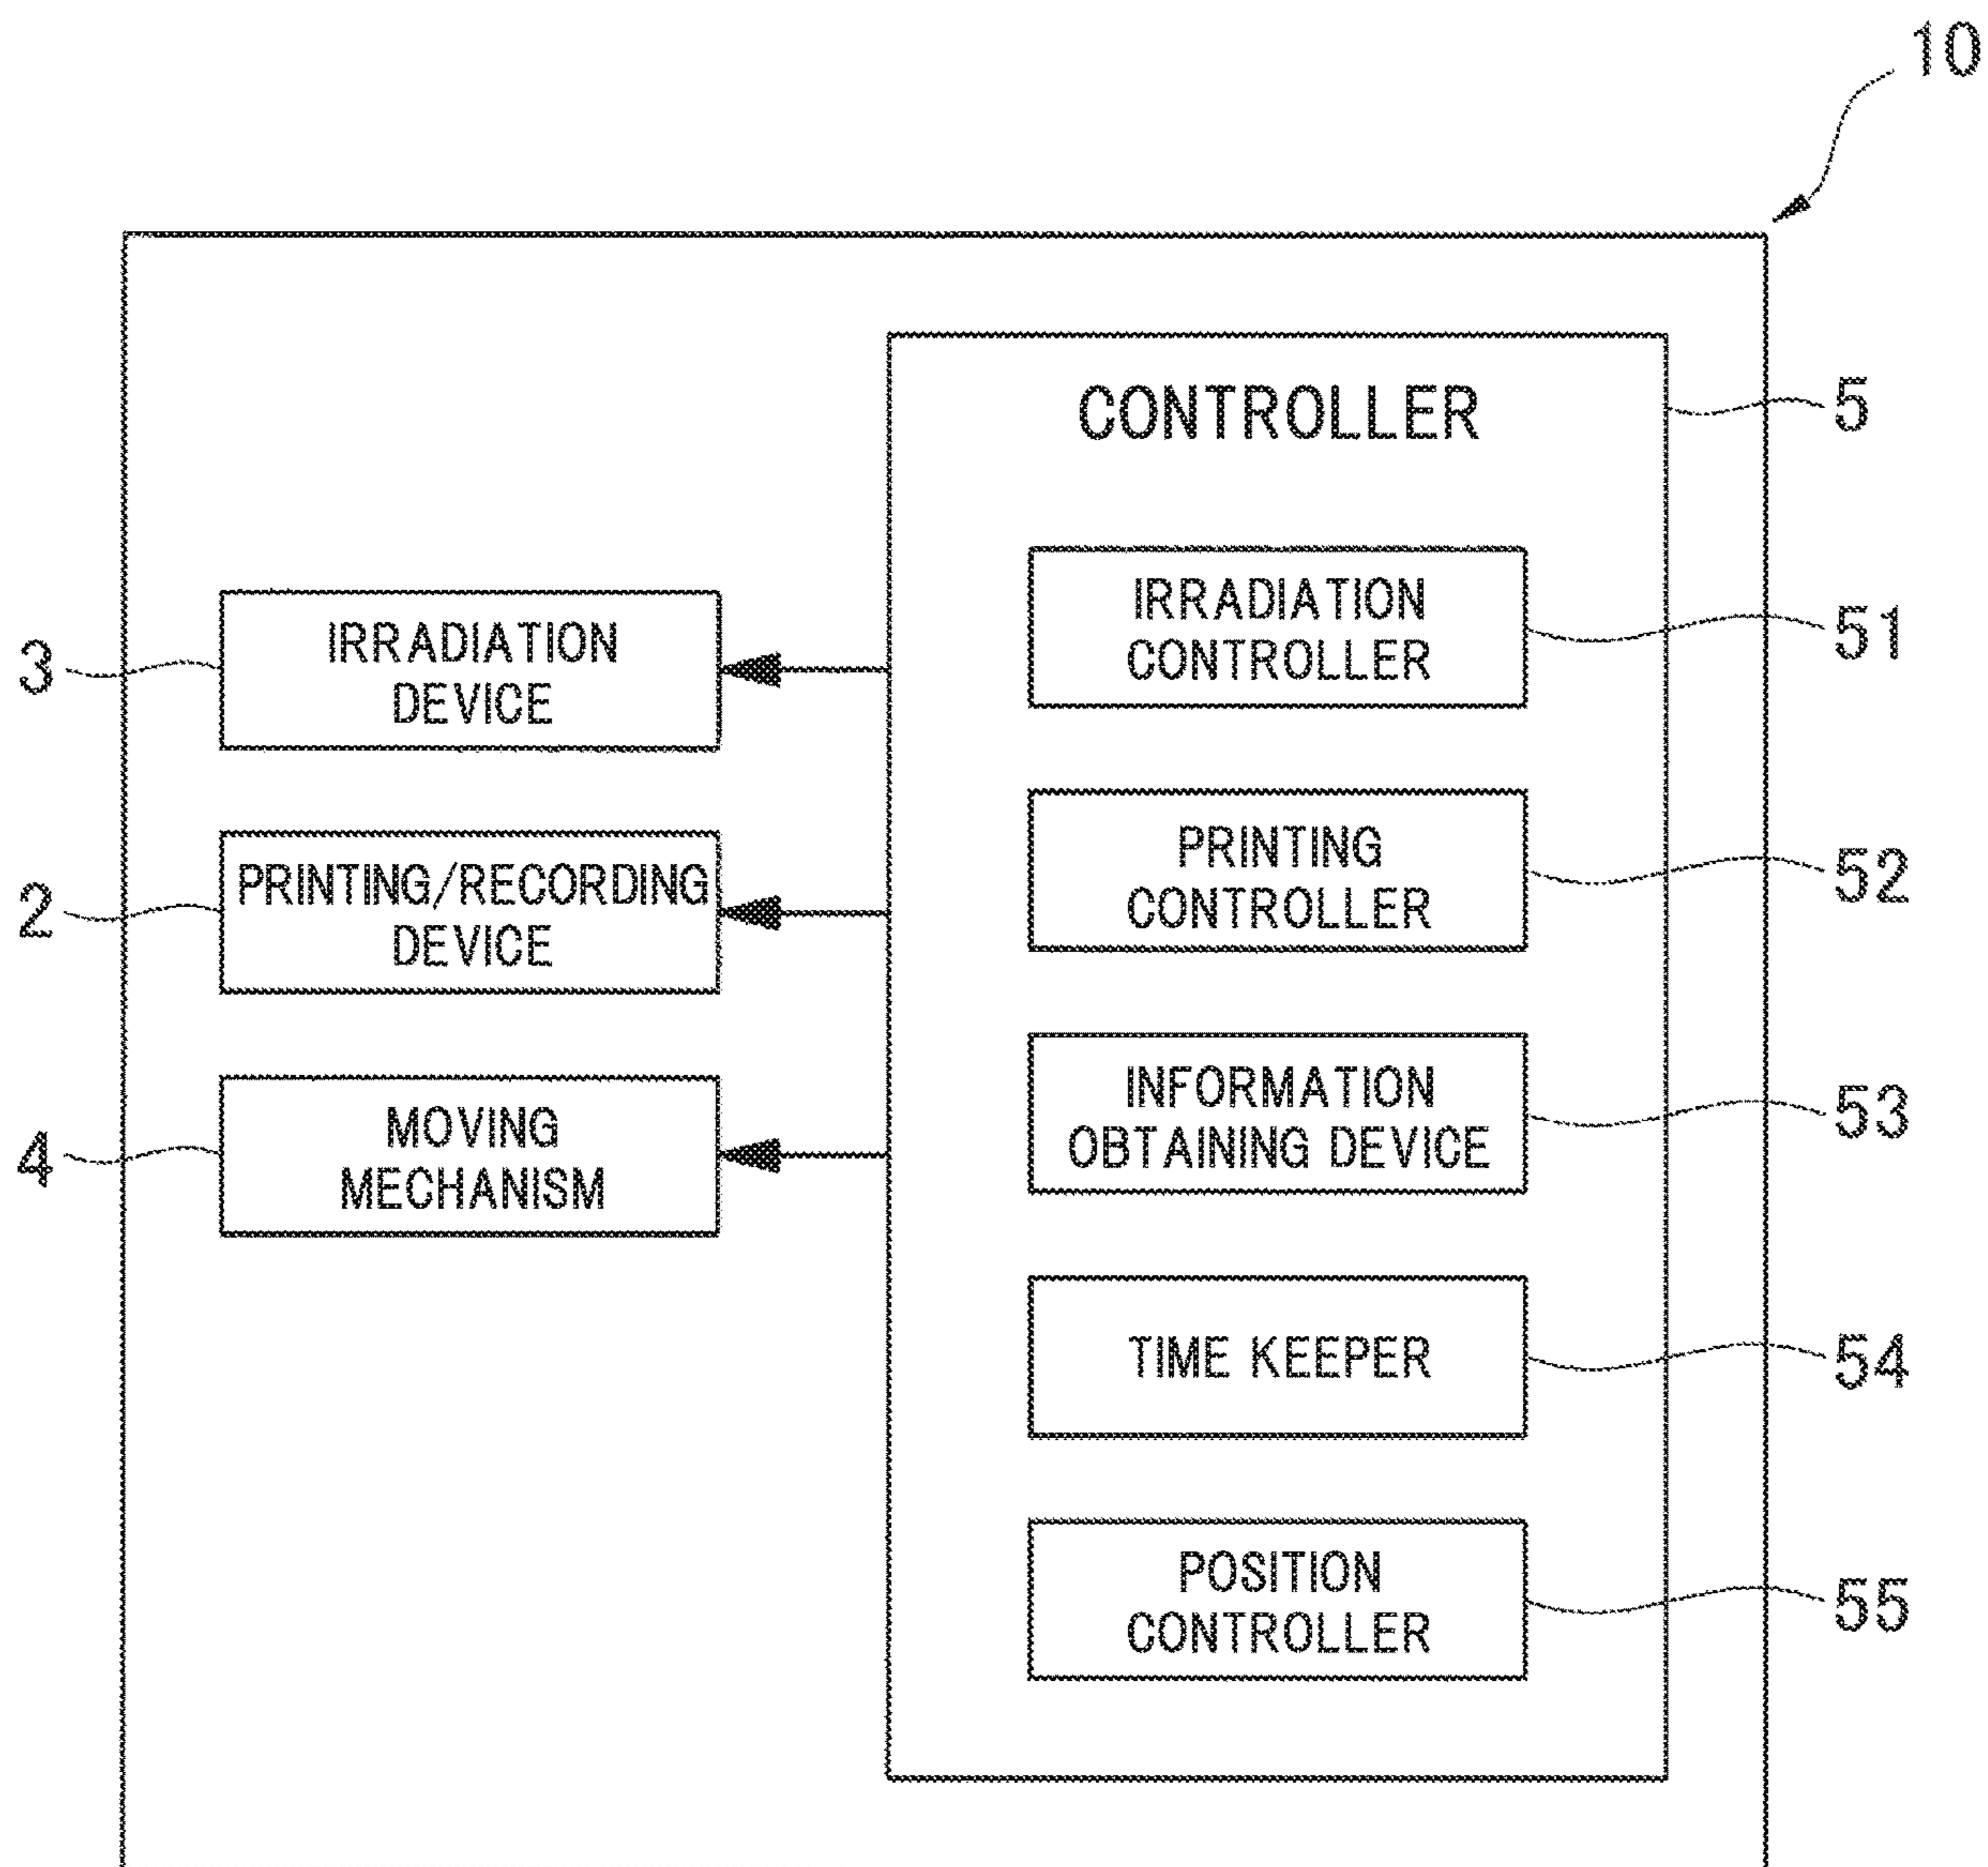 10
CONTROLLER
5
IRRADIATION
CONTROLLER
51
3
IRRADIATION
DEVICE
PRINTING
CONTROLLER
52
2
PRINTING/RECORDING
DEVICE
INFORMATION
OBTAINING DEVICE
53
4
MOVING
MECHANISM
TIME KEEPER
54
POSITION
CONTROLLER
55